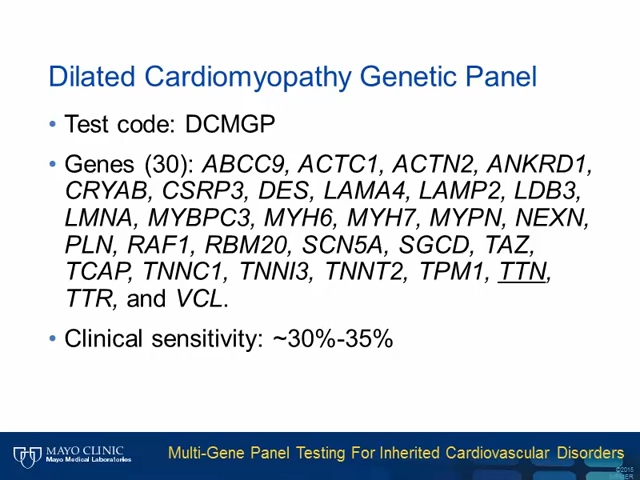 Dilated Cardiomyopathy Genetic Panel
• Test code: DCMGP
• Genes (30): ABCC9, ACTC1, ACTN2, ANKRD1,
CRYAB, CSRP3, DES, LAMA4, LAMP2, LDB3,
LMNA, MYBPC3, MYH6, MYH7, MYPN, NEXN,
PLN, RAF1, RBM20, SCN5A, SGCD, TAZ,
TCAP, TNNC1, TNNI3, TNNT2, TPM1, TTN,
TTR, and VCL.
• Clinical sensitivity: ~30%-35%
MAYO CLINIC
Mayo Medical Laboratories
Multi-Gene Panel Testing For Inherited Cardiovascular Disorders